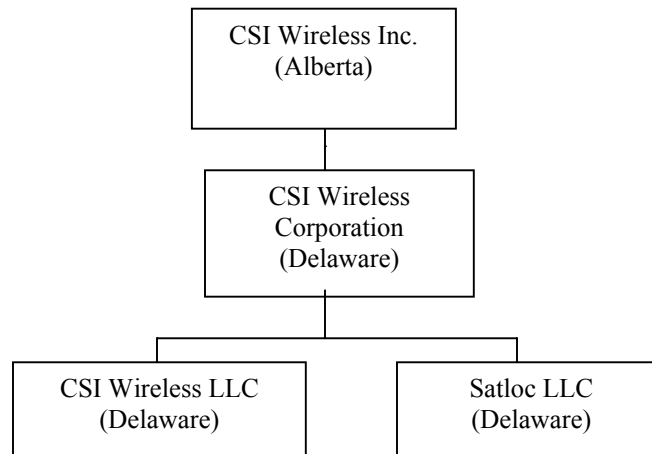 CSI Wireless Inc.
(Alberta)
CSI Wireless
Corporation
(Delaware)
CSI Wireless LLC
(Delaware)
Satloc LLC
(Delaware)